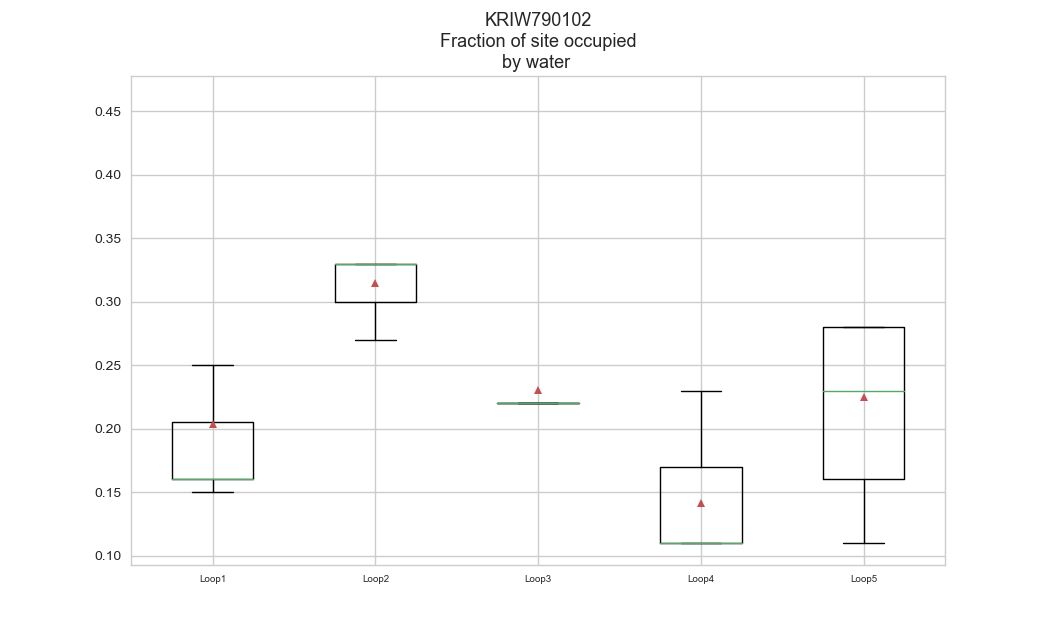 KRIW790102
Fraction of site occupied
by water
0.45
0.40
0.35
0.30
0.25
0.20
0.15
0.10
Loop1
Loop2
Loop3
Loop4
Loop5